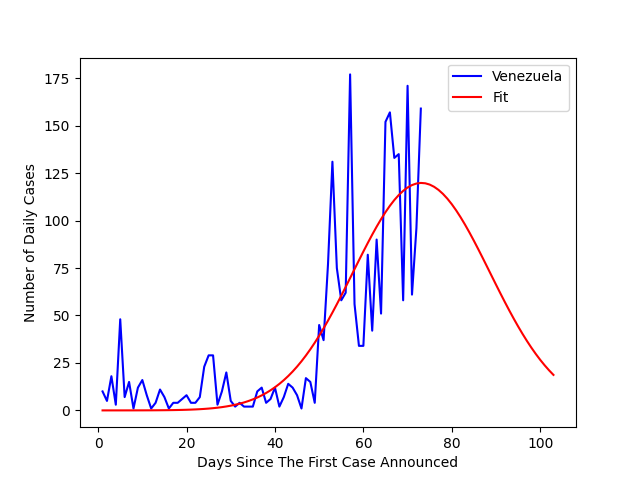 Venezuela
Fit
Number of Daily Cases
175
150
125
100
75
50
25
0
0 20 40 60 80 100
Days Since The First Case Announced